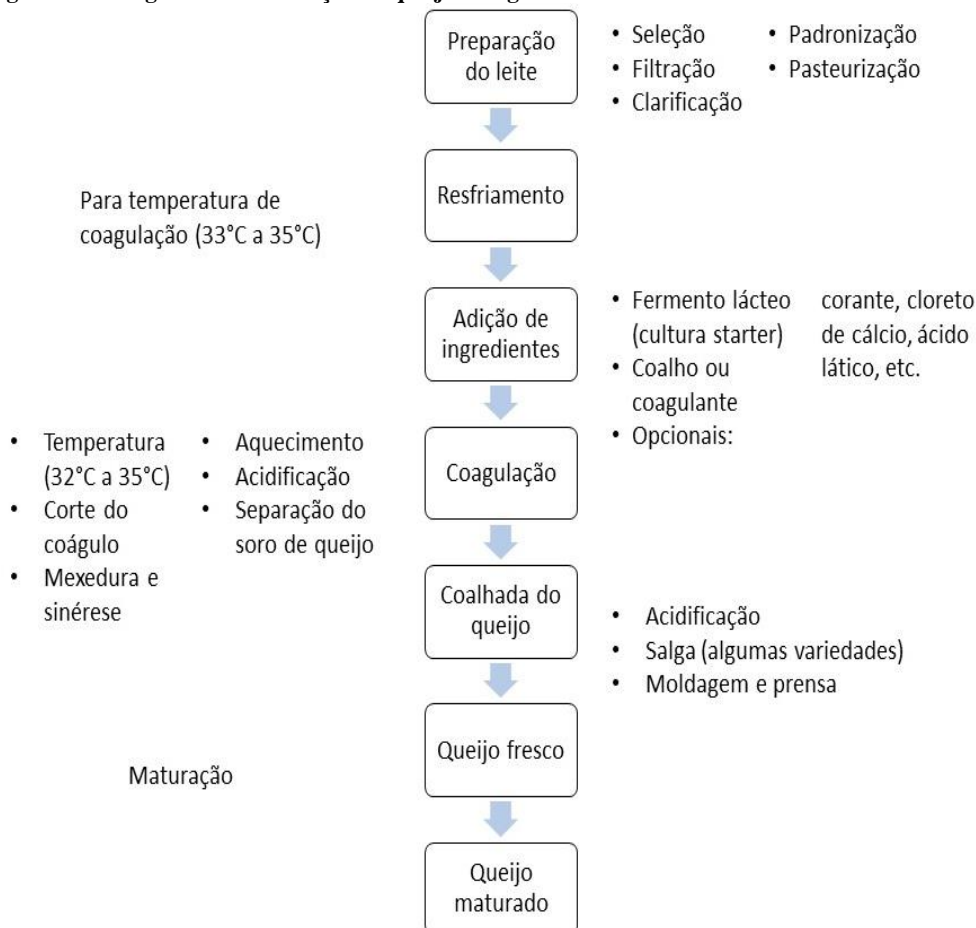 Preparação
do leite
• Seleção
• Filtração
• Clarificação
• Padronização
• Pasteurização
Para temperatura de
coagulação (33°C a 35°C)
Resfriamento
Adição de
ingredientes
• Fermento lácteo
(cultura starter)
• Coalho ou
coagulante
• Opcionais:
corante, cloreto
de cálcio, ácido
lático, etc.
• Temperatura
(32°C a 35°C)
• Corte do
coágulo
• Mexedura e
sinérese
• Aquecimento
• Acidificação
• Separação do
soro de queijo
Coagulação
Coalhada do
queijo
• Acidificação
• Salga (algumas variedades)
• Moldagem e prensa
Queijo fresco
Maturação
Queijo
maturado